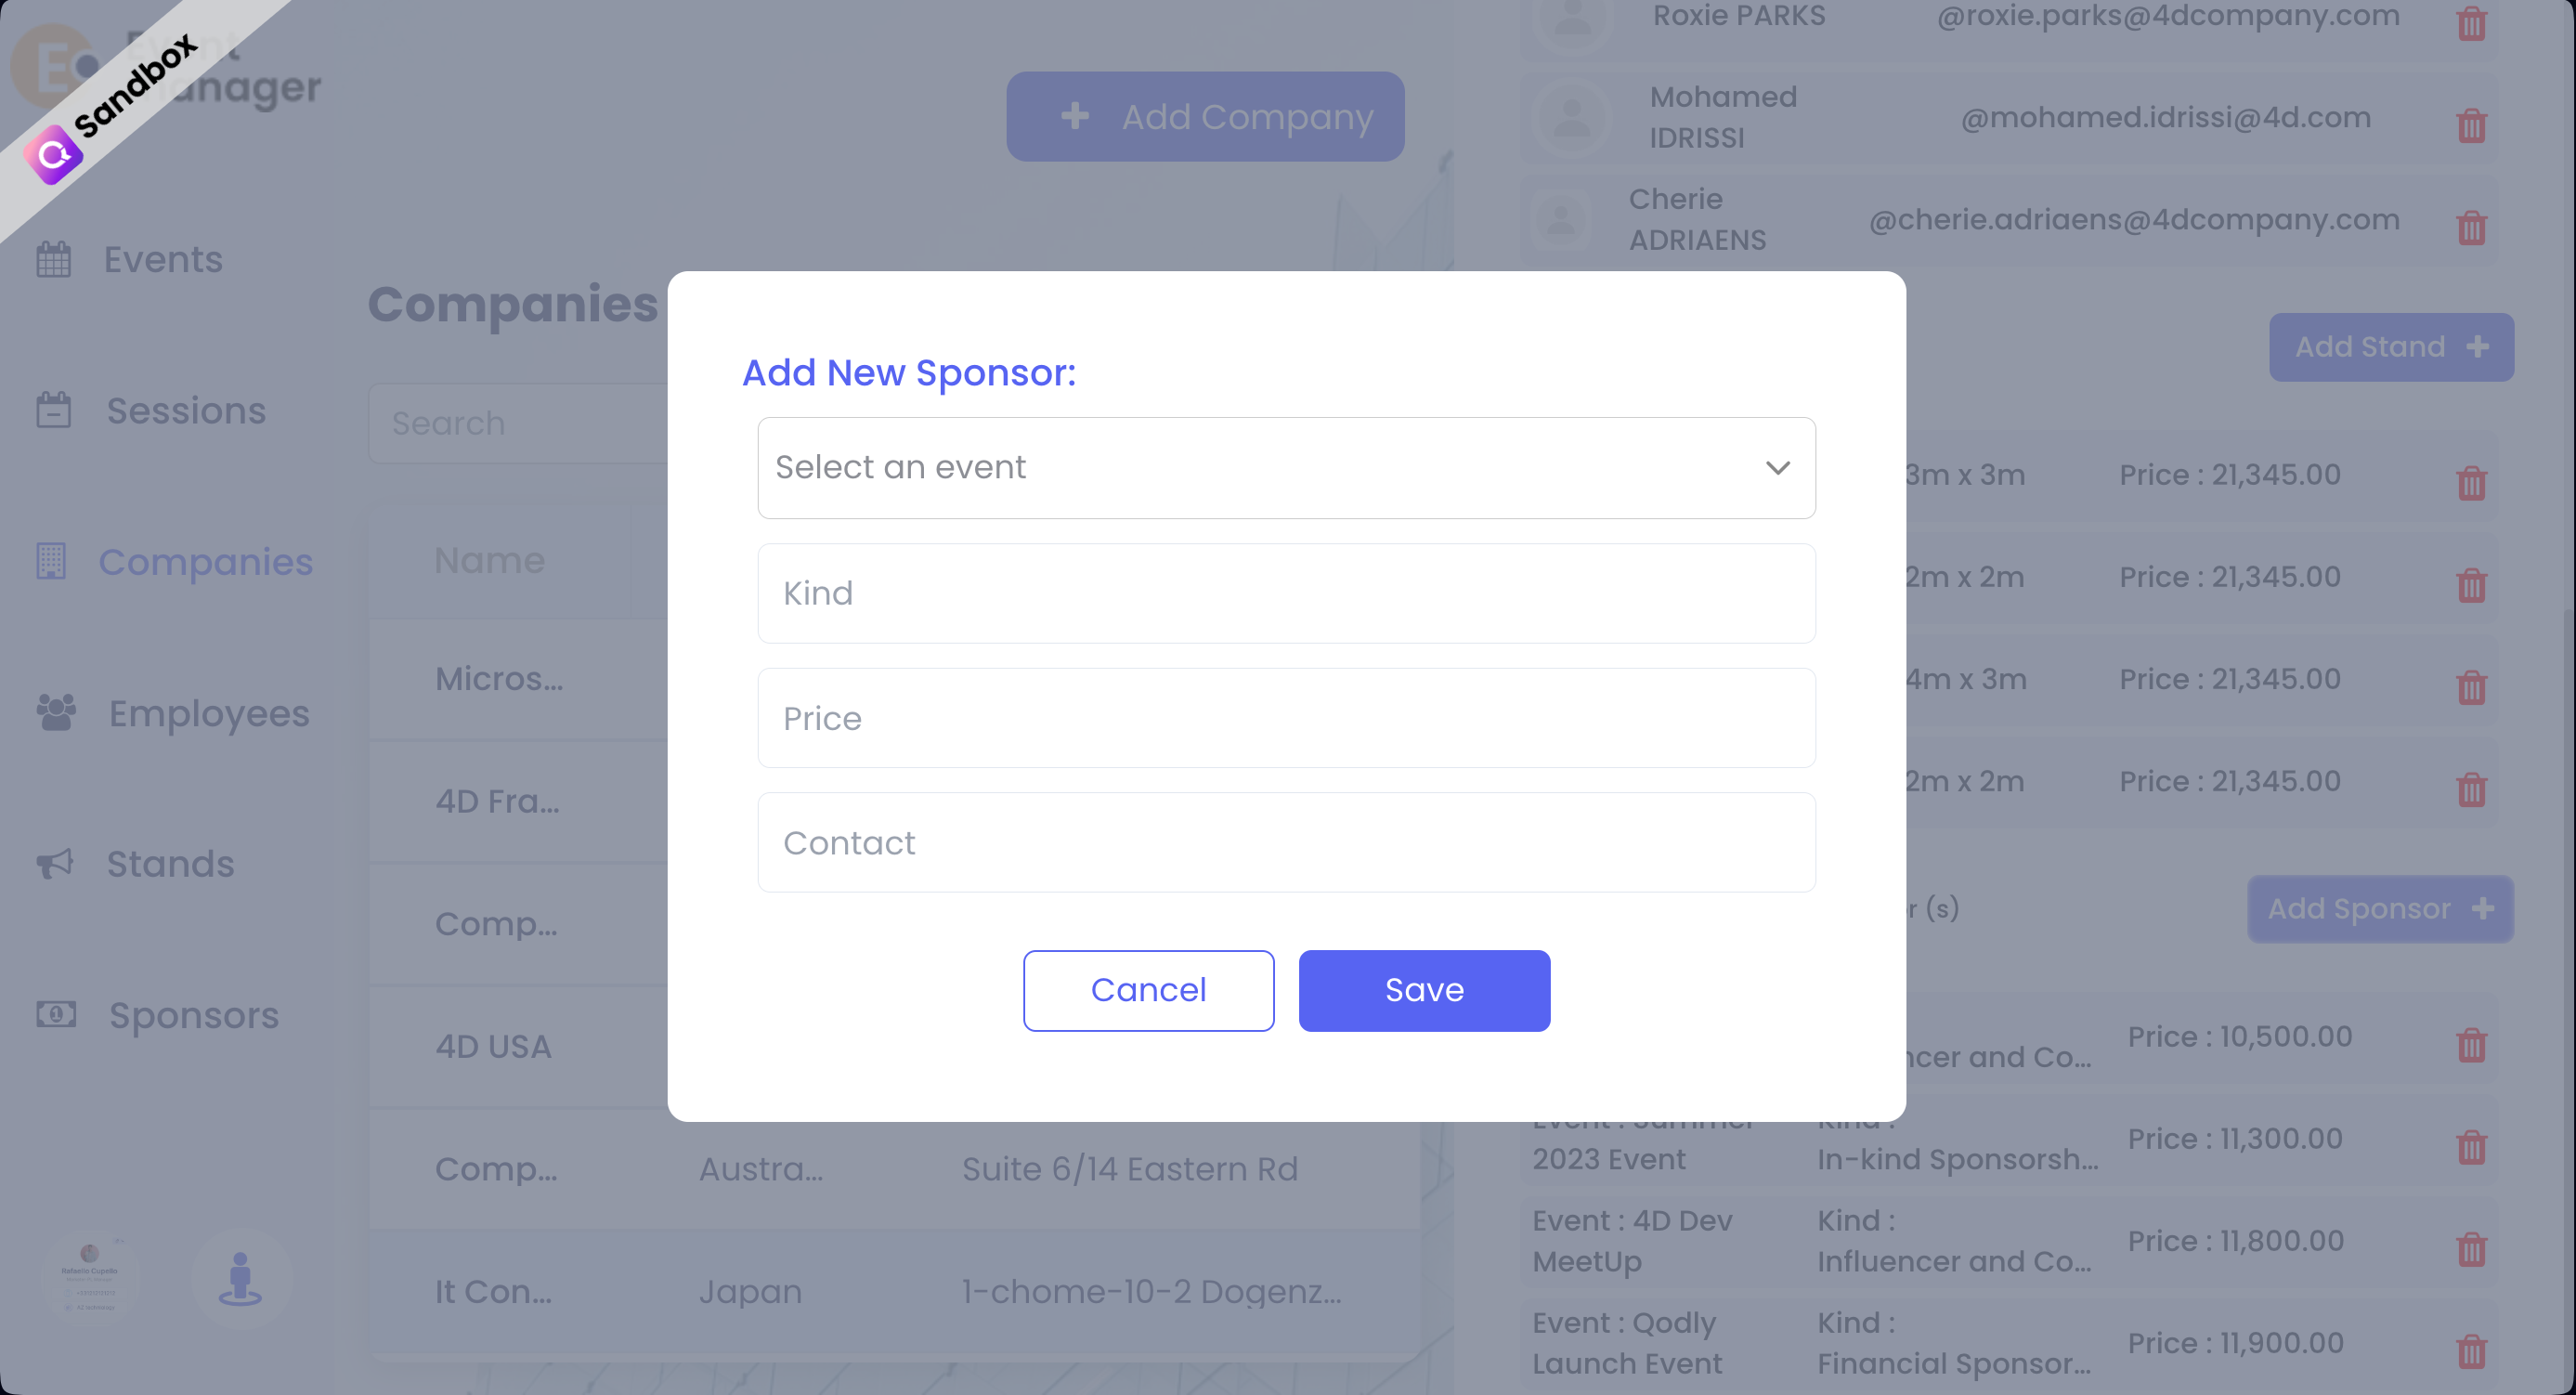 Sandbox
Events
Sessions
Companies
Employees
Stands
Sponsors
+ Add Company
Companies
Search
Name
Micros...
4D Fra...
Comp...
4D USA
Comp...
Austra...
Suite 6/14 Eastern Rd
It Con...
Japan
1-chome-10-2 Dogenz...
Add New Sponsor:
Select an event
Kind
Price
Contact
Cancel
Save
Roxie PARKS
@roxie.parks@4dcompany.com
Mohamed
IDRISSI
@mohamed.idrissi@4d.com
Cherie
ADRIAENS
@cherie.adriaens@4dcompany.com
Add Stand +
3m x 3m
Price : 21,345.00
2m x 2m
Price : 21,345.00
4m x 3m
Price : 21,345.00
2m x 2m
Price : 21,345.00
(s)
Add Sponsor +
and Co...
Price : 10,500.00
2023 Event
In-kind Sponsorsh...
Price : 11,300.00
Event : 4D Dev
MeetUp
Kind :
Influencer and Co...
Price : 11,800.00
Event : Qodly
Launch Event
Kind :
Financial Sponsor...
Price : 11,900.00